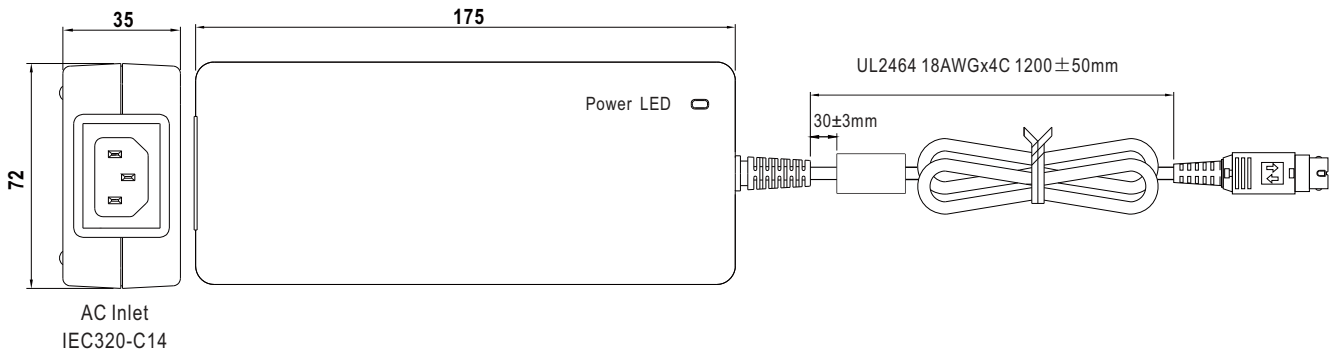 35
175
UL2464 18AWGx4C 1200±50mm
Power LED
30±3mm
72
AC Inlet
IEC320-C14